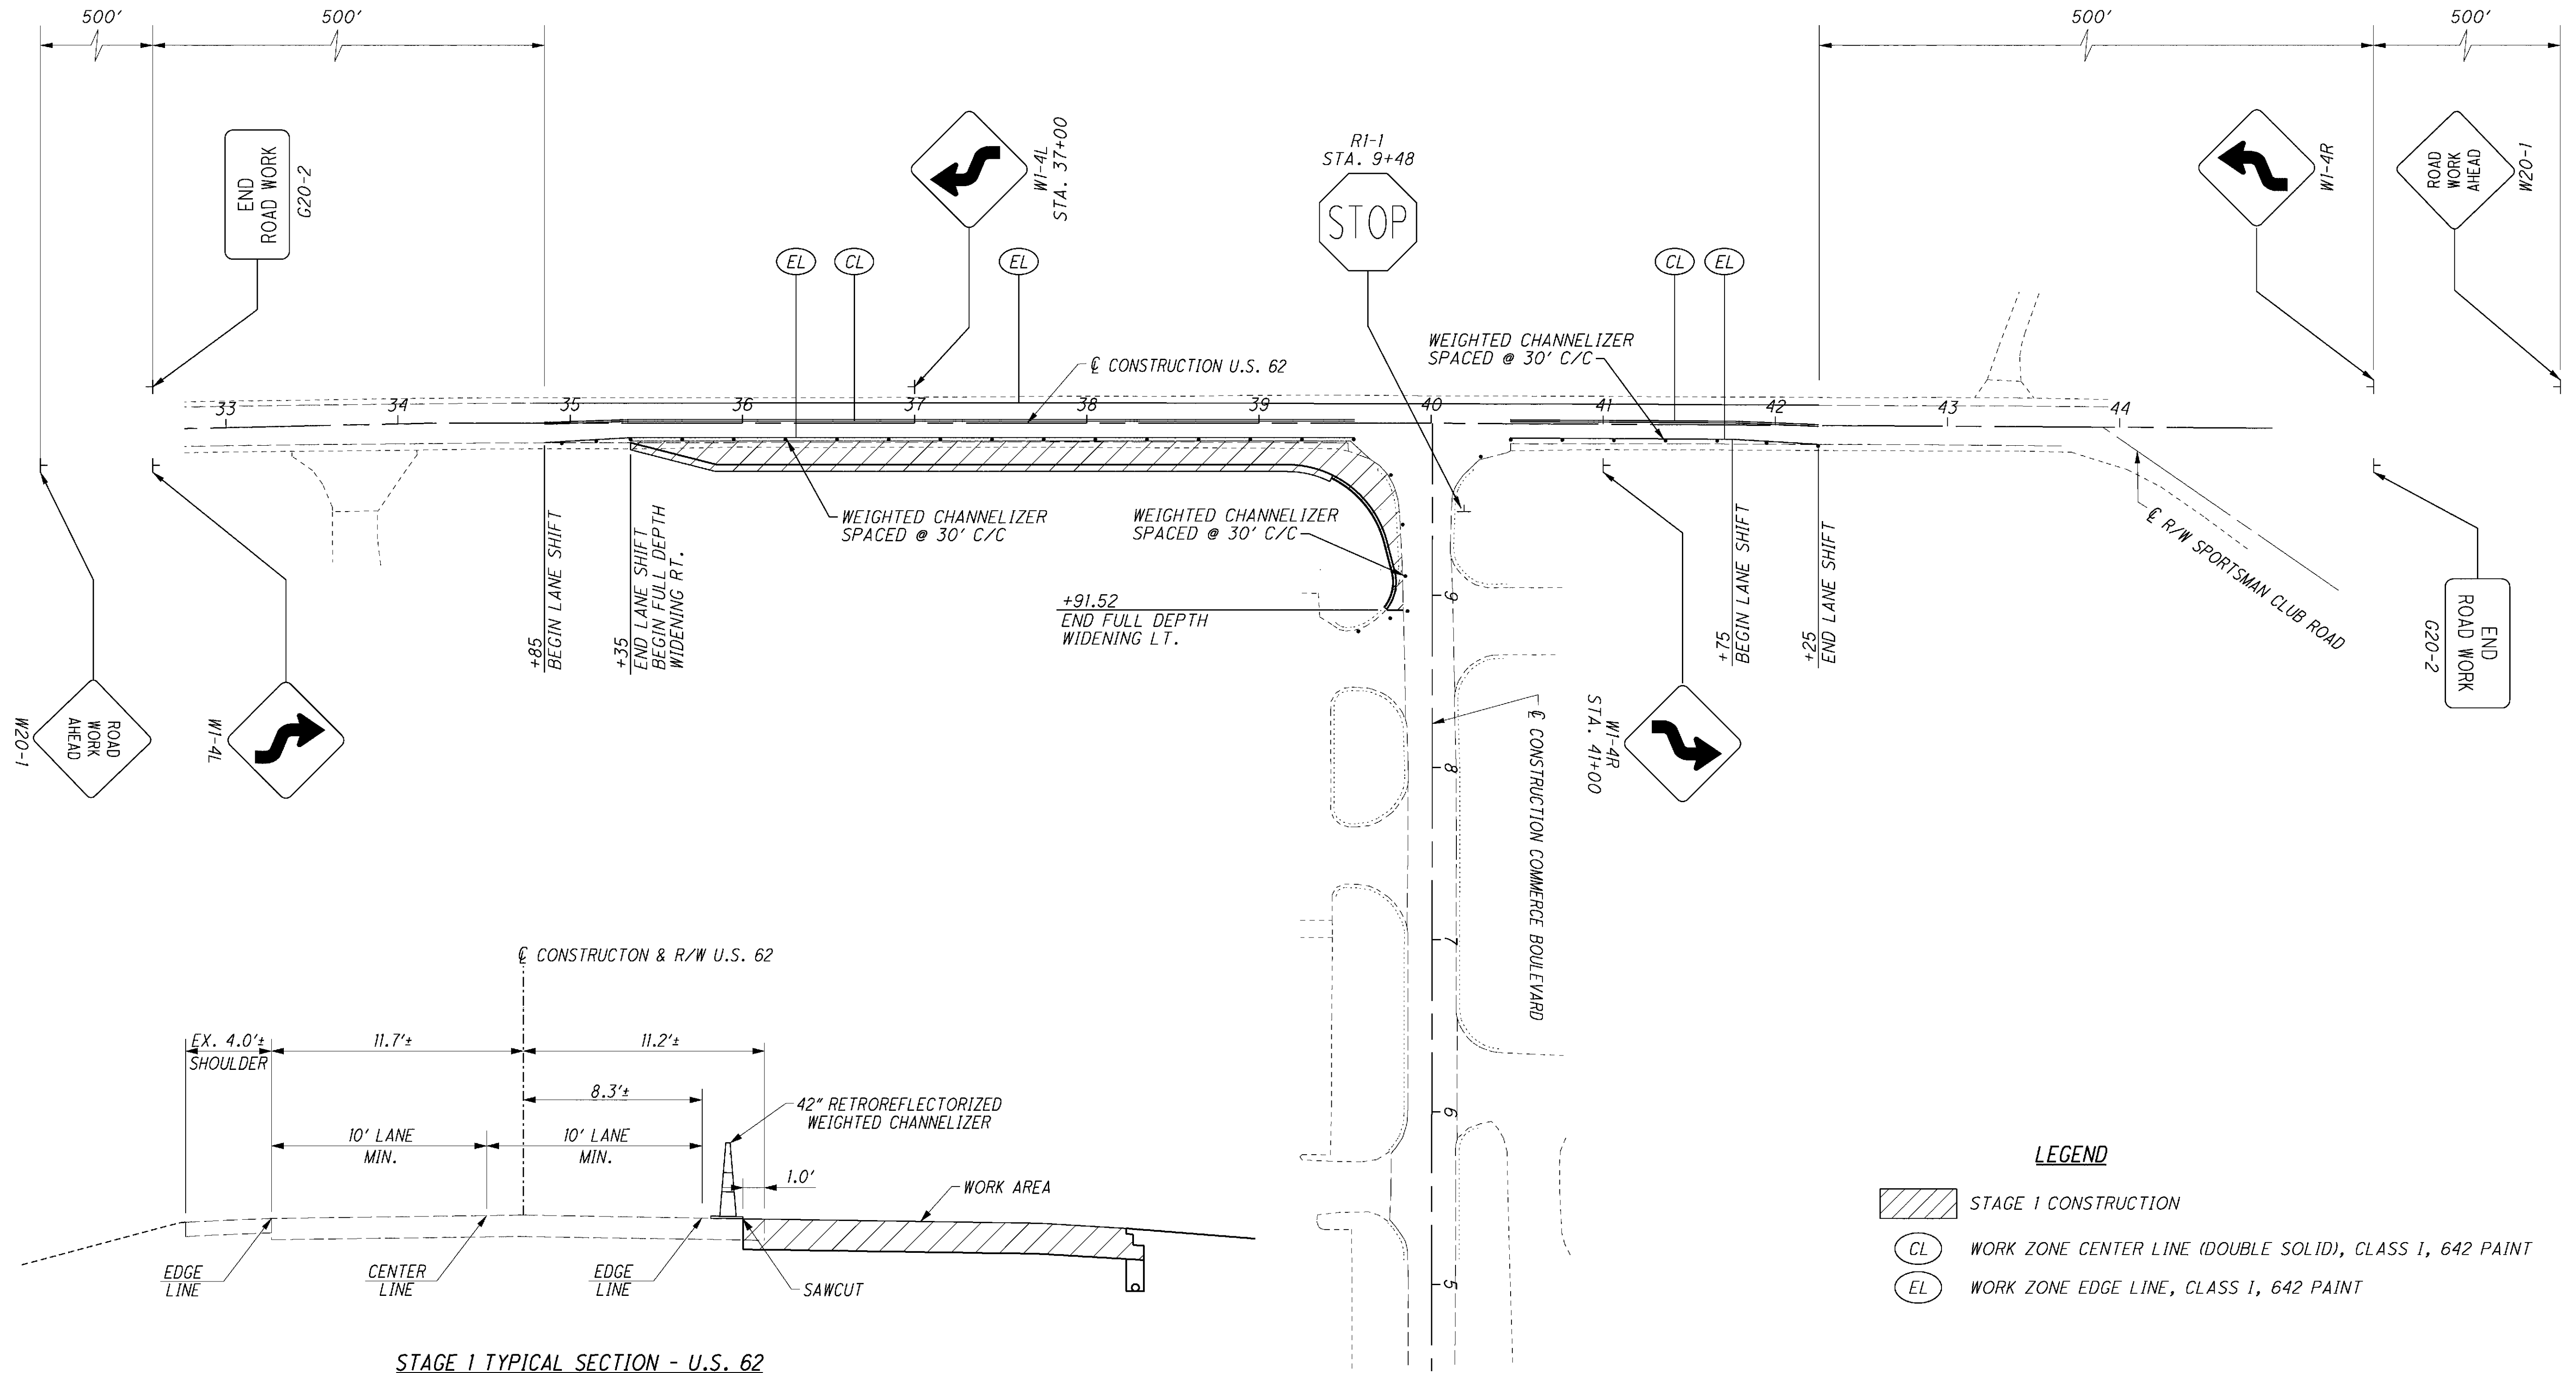 500'
500'
500'
500'
END
ROAD WORK
G20-2
W1-4L
STA. 37+00
R1-1
STA. 9+48
STOP
W1-4R
ROAD
WORK
AHEAD
W20-1
EL
CL
EL
CL
EL
WEIGHTED CHANNELIZER
SPACED @ 30' C/C
℄ CONSTRUCTION U.S. 62
33
34
35
36
37
38
39
40
41
42
43
44
WEIGHTED CHANNELIZER
SPACED @ 30' C/C
WEIGHTED CHANNELIZER
SPACED @ 30' C/C
+85
BEGIN LANE SHIFT
+35
END LANE SHIFT
BEGIN FULL DEPTH
WIDENING RT.
+91.52
END FULL DEPTH
WIDENING LT.
+75
BEGIN LANE SHIFT
+25
END LANE SHIFT
℄ R/W SPORTSMAN CLUB ROAD
END
ROAD WORK
G20-2
ROAD
WORK
AHEAD
W20-1
W1-4L
W1-4R
STA. 41+00
℄ CONSTRUCTION COMMERCE BOULEVARD
9
8
7
6
5
℄ CONSTRUCTON & R/W U.S. 62
EX. 4.0'±
SHOULDER
11.7'±
11.2'±
8.3'±
10' LANE
MIN.
10' LANE
MIN.
42" RETROREFLECTORIZED
WEIGHTED CHANNELIZER
1.0'
WORK AREA
EDGE
LINE
CENTER
LINE
EDGE
LINE
SAWCUT
STAGE 1 TYPICAL SECTION - U.S. 62
LEGEND
STAGE 1 CONSTRUCTION
CL WORK ZONE CENTER LINE (DOUBLE SOLID), CLASS I, 642 PAINT
EL WORK ZONE EDGE LINE, CLASS I, 642 PAINT